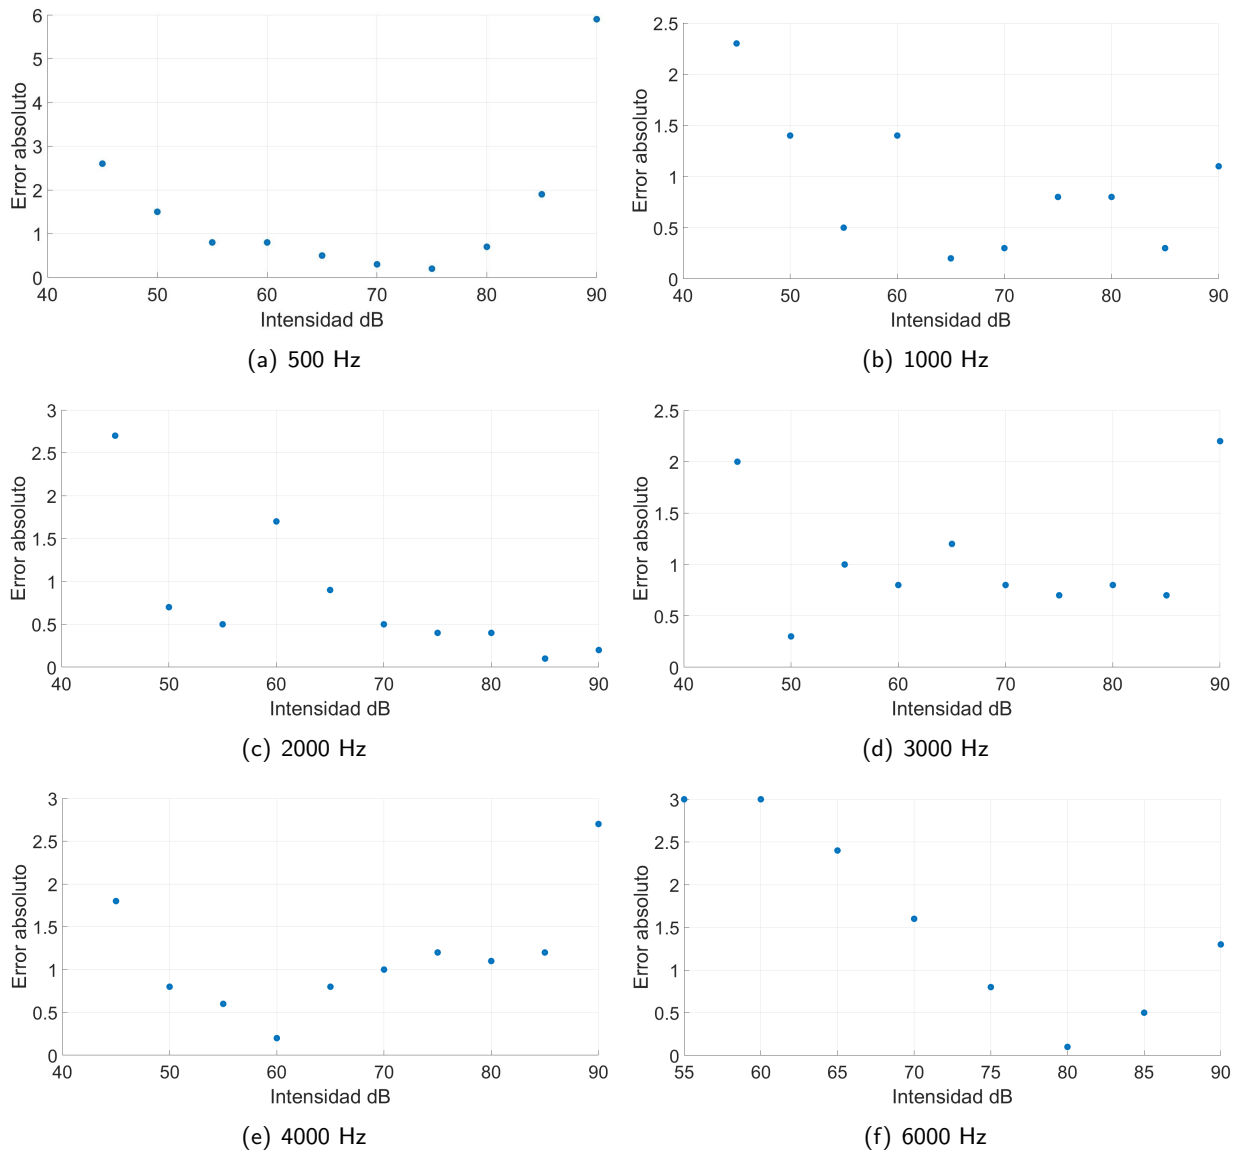 6
5
4
3
2
1
0
40 50 60 70 80 90
Error absoluto
Intensidad dB
(a) 500 Hz
2.5
2
1.5
1
0.5
0
40 50 60 70 80 90
Error absoluto
Intensidad dB
(b) 1000 Hz
3
2.5
2
1.5
1
0.5
0
40 50 60 70 80 90
Error absoluto
Intensidad dB
(c) 2000 Hz
2.5
2
1.5
1
0.5
0
40 50 60 70 80 90
Error absoluto
Intensidad dB
(d) 3000 Hz
3
2.5
2
1.5
1
0.5
0
40 50 60 70 80 90
Error absoluto
Intensidad dB
(e) 4000 Hz
3
2.5
2
1.5
1
0.5
0
55 60 65 70 75 80 85 90
Error absoluto
Intensidad dB
(f) 6000 Hz